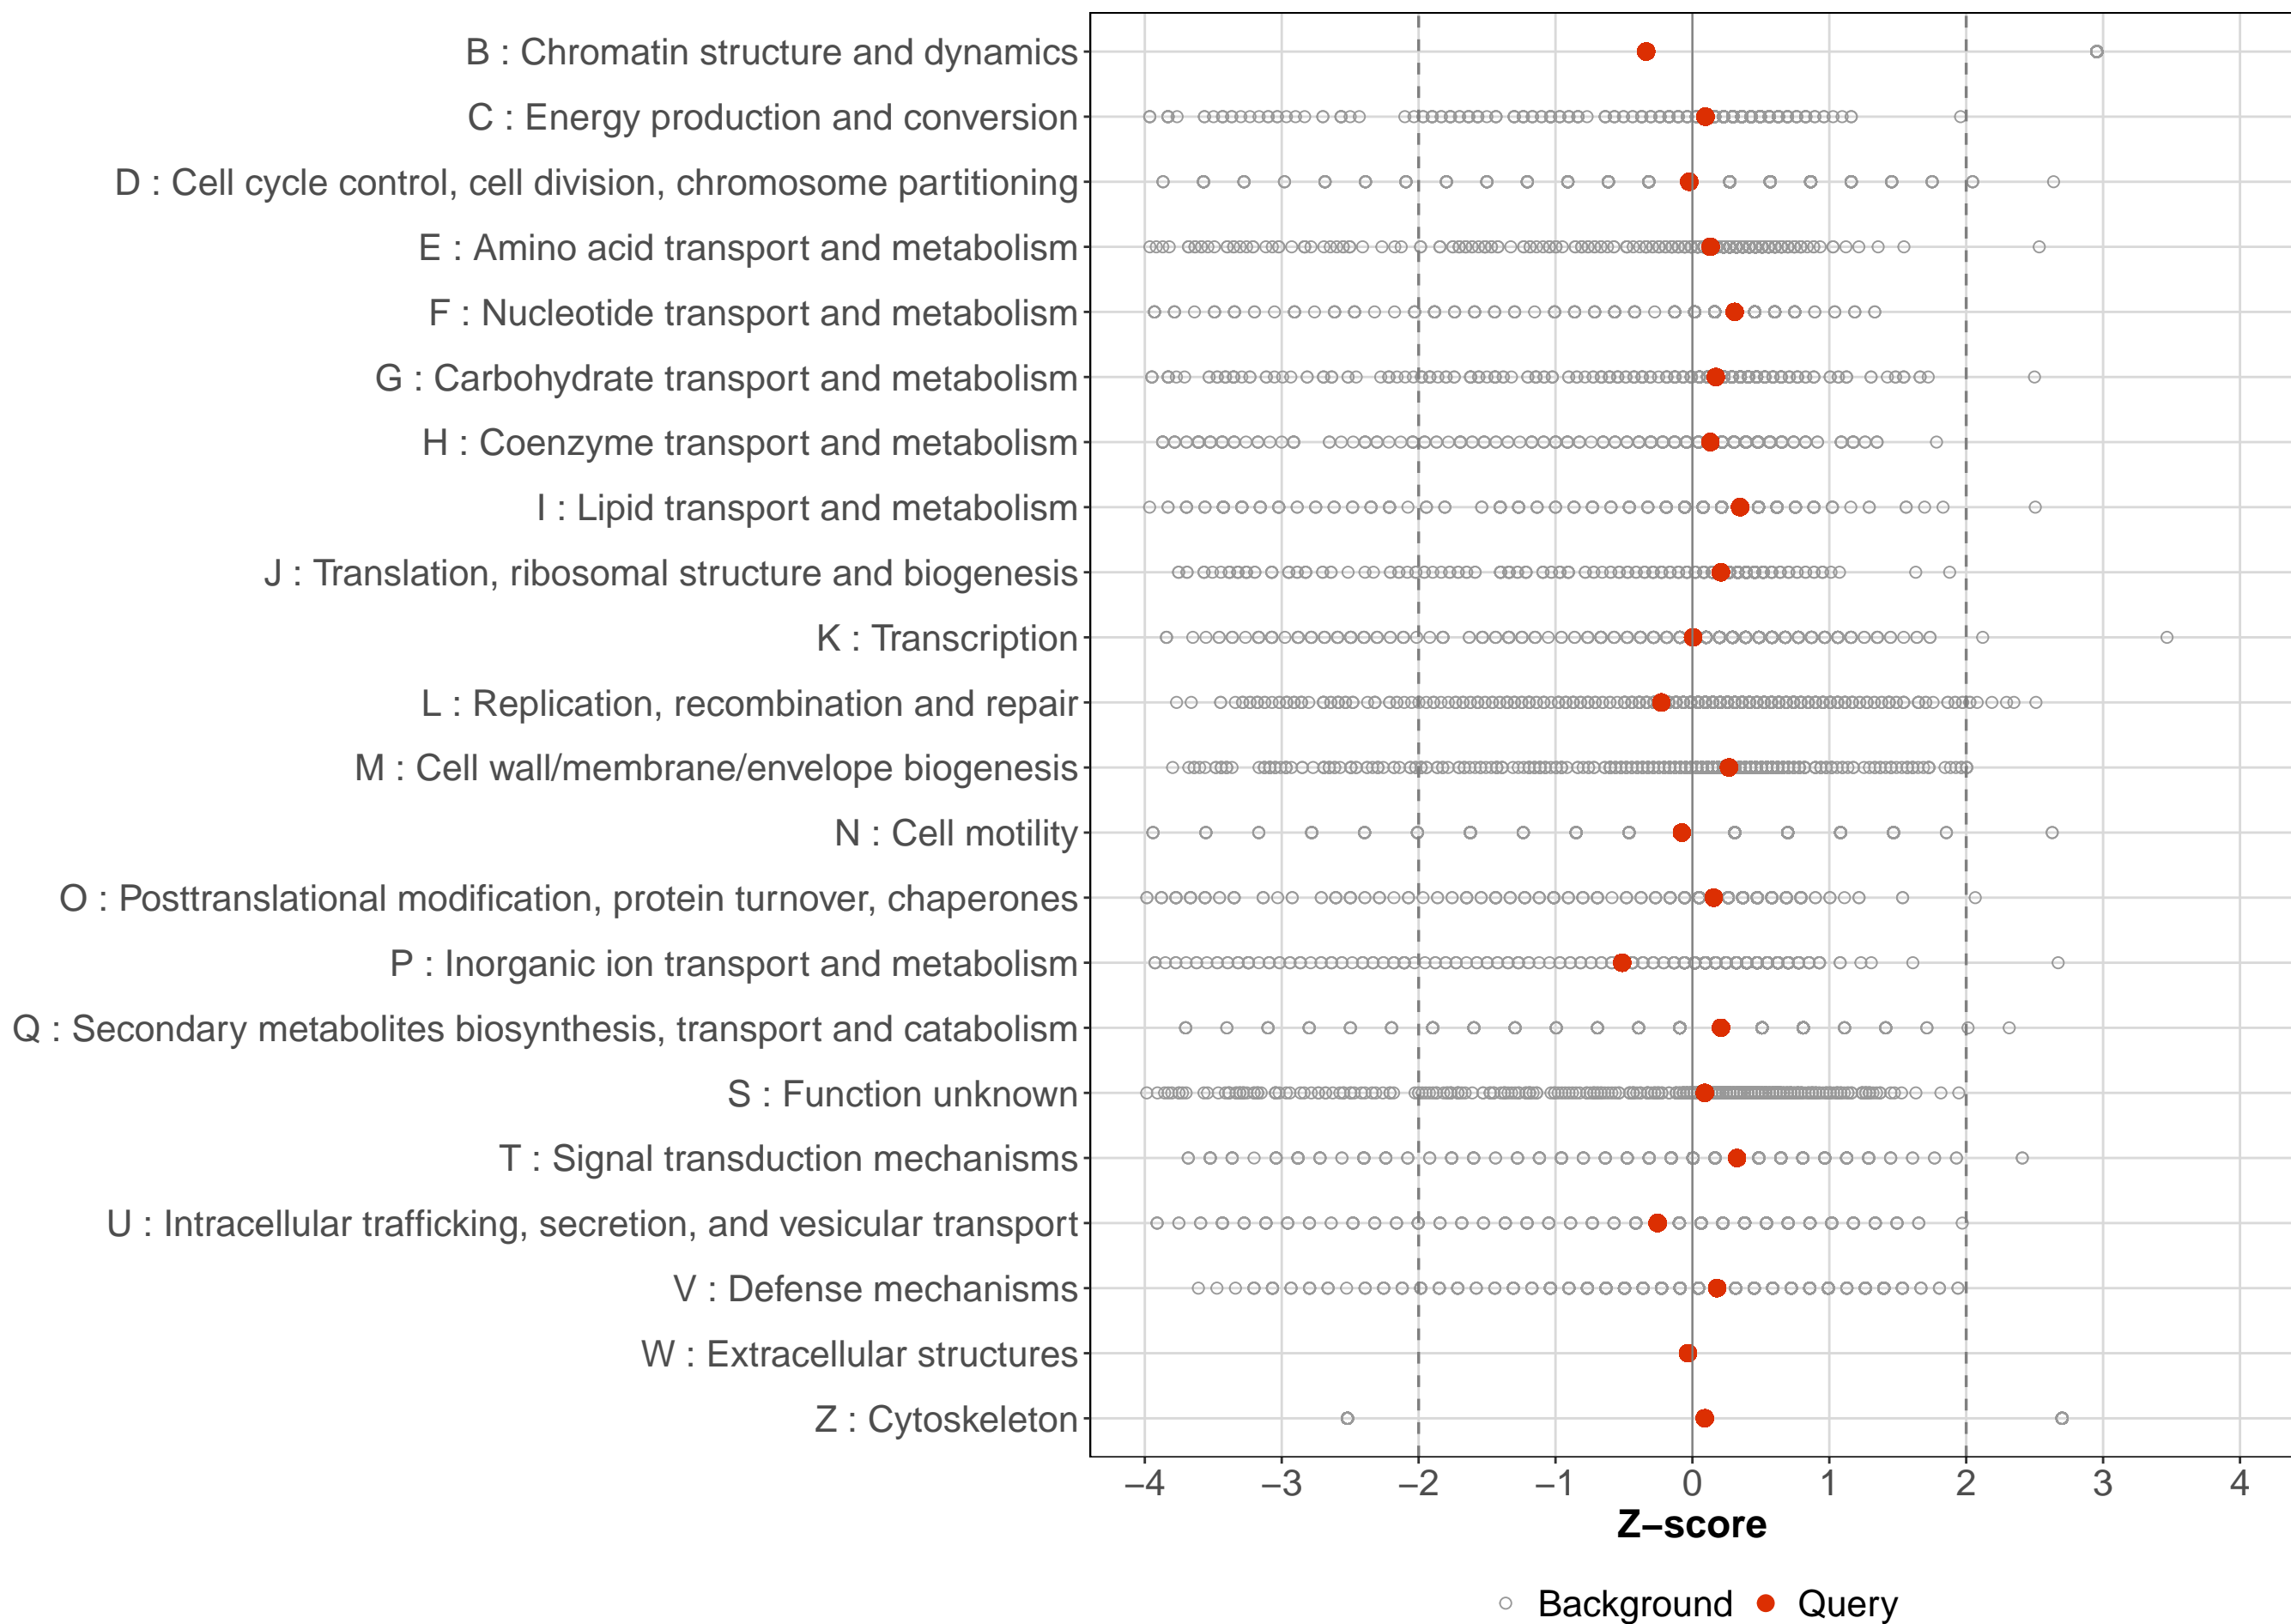 B : Chromatin structure and dynamics
C : Energy production and conversion
D : Cell cycle control, cell division, chromosome partitioning
E : Amino acid transport and metabolism
F : Nucleotide transport and metabolism
G : Carbohydrate transport and metabolism
H : Coenzyme transport and metabolism
I : Lipid transport and metabolism
J : Translation, ribosomal structure and biogenesis
K : Transcription
L : Replication, recombination and repair
M : Cell wall/membrane/envelope biogenesis
N : Cell motility
O : Posttranslational modification, protein turnover, chaperones
P : Inorganic ion transport and metabolism
Q : Secondary metabolites biosynthesis, transport and catabolism
S : Function unknown
T : Signal transduction mechanisms
U : Intracellular trafficking, secretion, and vesicular transport
V : Defense mechanisms
W : Extracellular structures
Z : Cytoskeleton
−4 −3 −2 −1 0 1 2 3 4
Z−score
Background Query